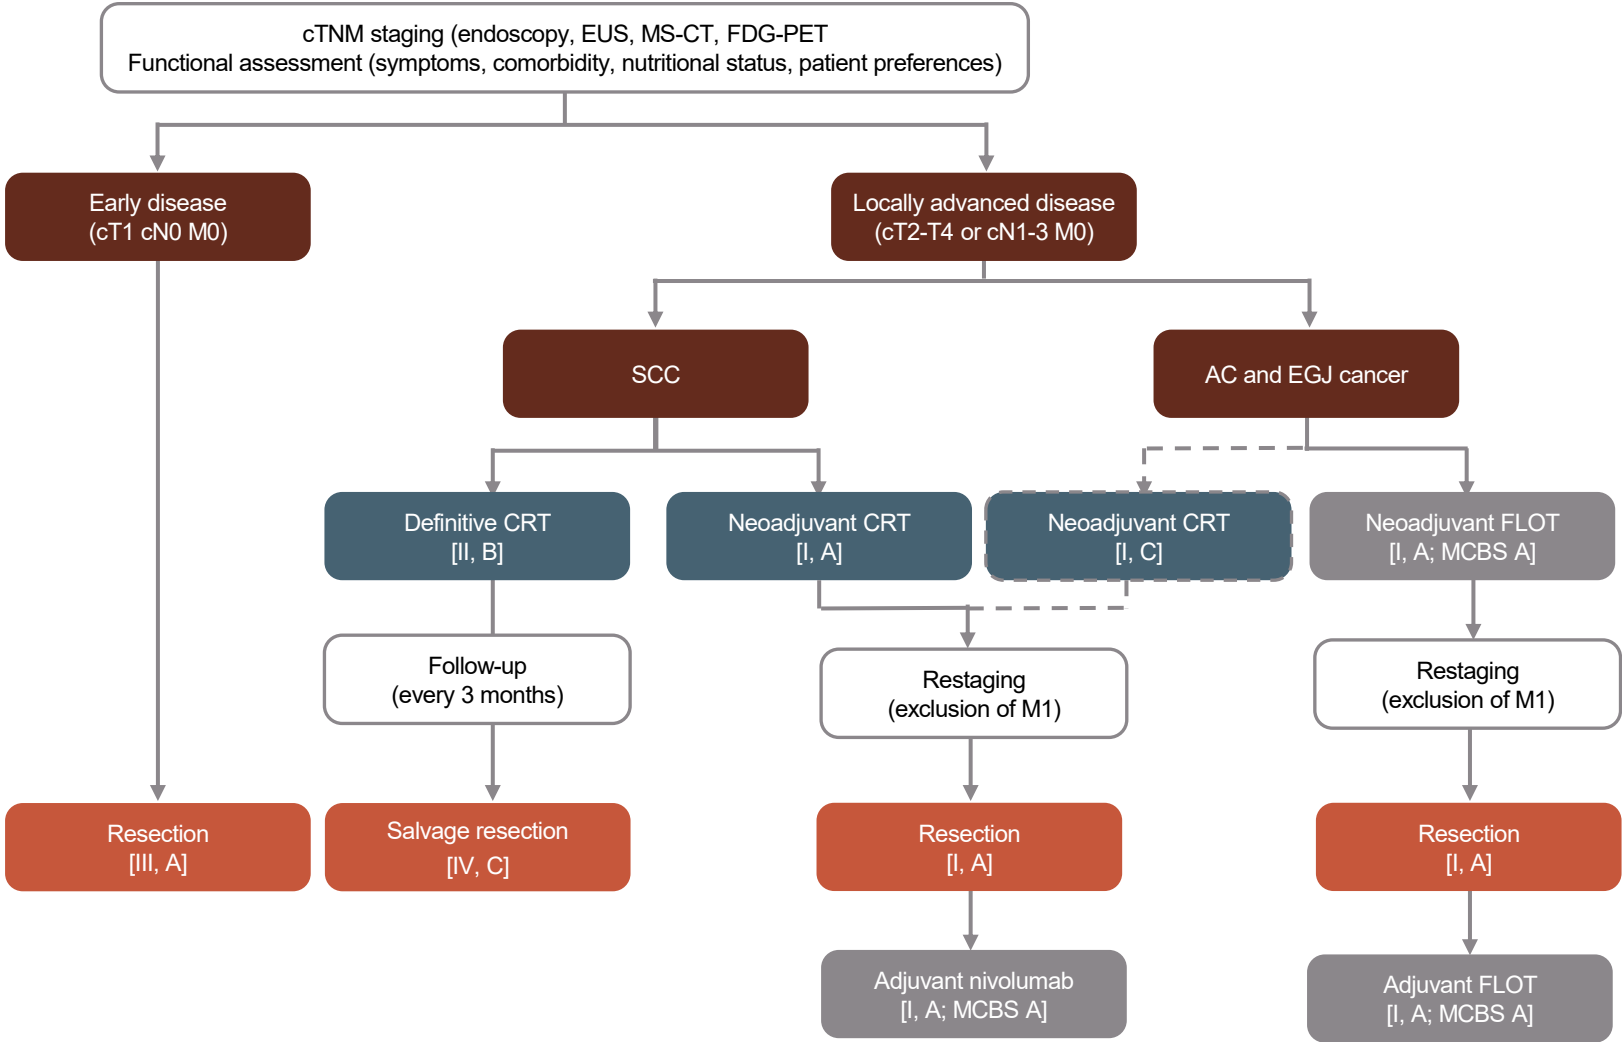 cTNM staging (endoscopy, EUS, MS-CT, FDG-PET
Functional assessment (symptoms, comorbidity, nutritional status, patient preferences)
Early disease
(cT1 cN0 M0)
Locally advanced disease
(cT2-T4 or cN1-3 M0)
SCC
AC and EGJ cancer
Definitive CRT
[II, B]
Neoadjuvant CRT
[I, A]
Neoadjuvant CRT
[I, C]
Neoadjuvant FLOT
[I, A; MCBS A]
Follow-up
(every 3 months)
Restaging
(exclusion of M1)
Restaging
(exclusion of M1)
Resection
[III, A]
Salvage resection
[IV, C]
Resection
[I, A]
Resection
[I, A]
Adjuvant nivolumab
[I, A; MCBS A]
Adjuvant FLOT
[I, A; MCBS A]